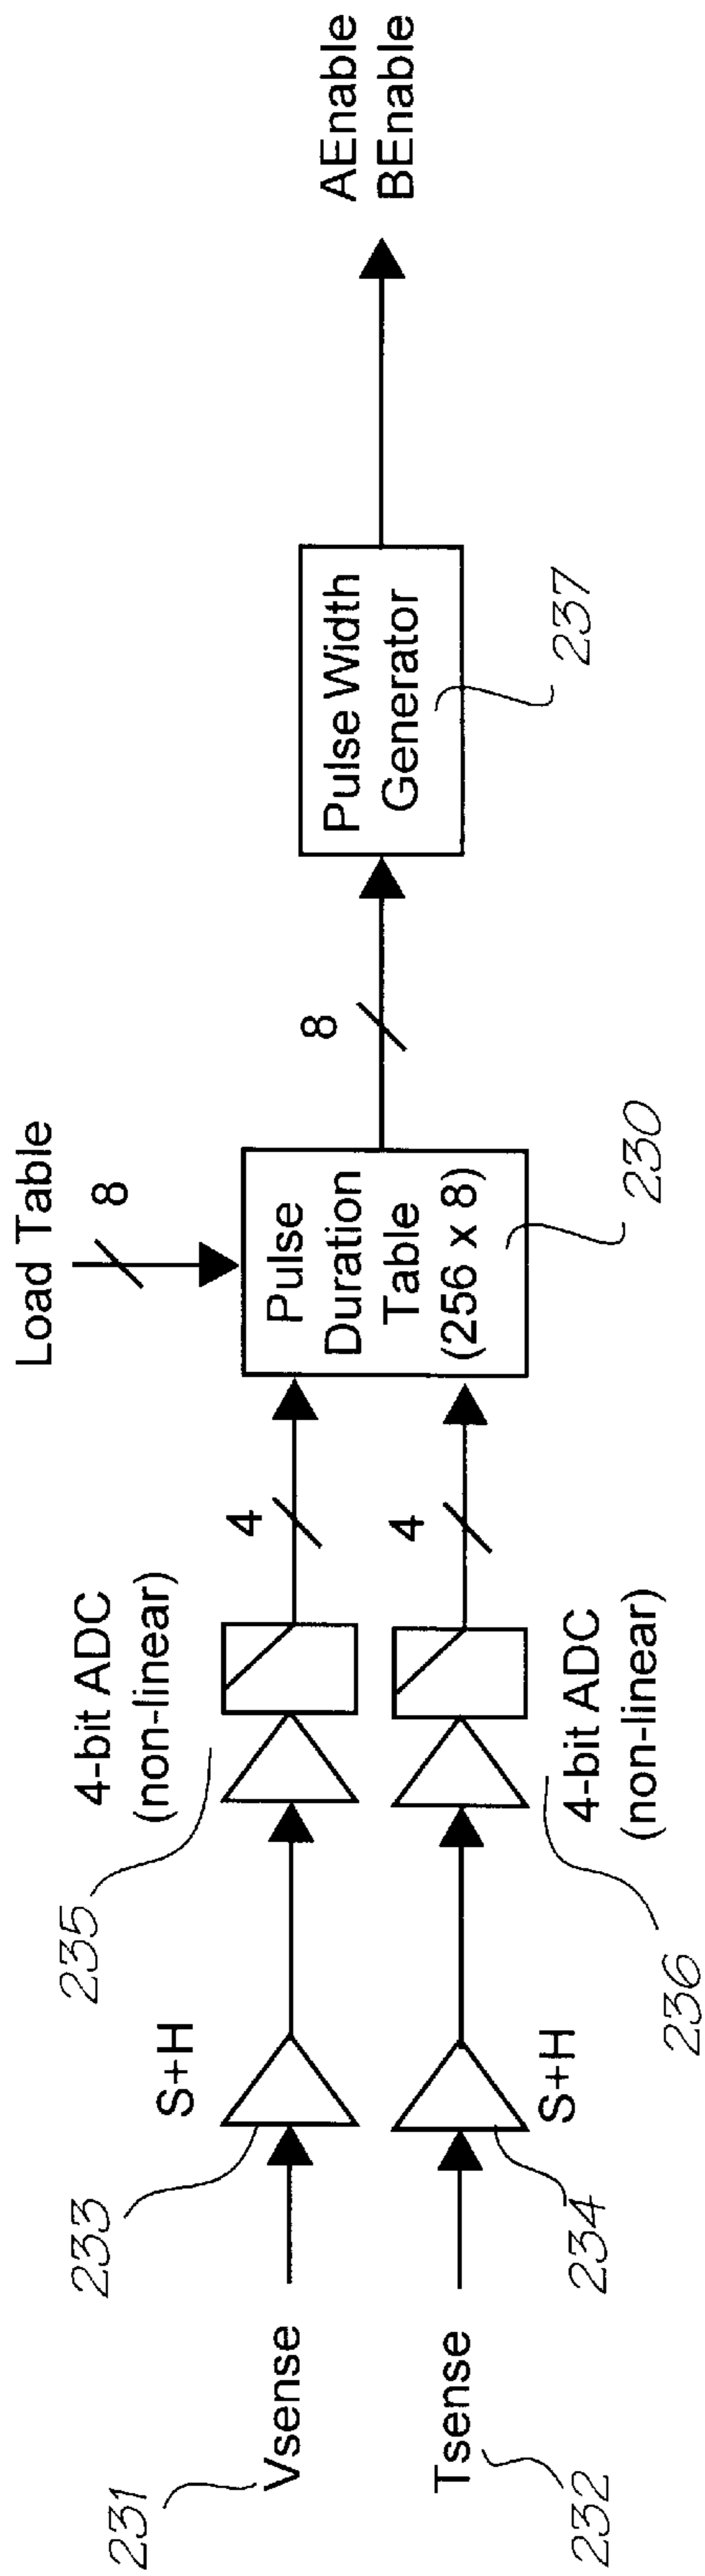 231
Vsense
232
Tsense
233
S+H
234
S+H
235
4-bit ADC
(non-linear)
236
4-bit ADC
(non-linear)
4
4
Load Table
8
Pulse
Duration
Table
(256 x 8)
230
8
Pulse Width
Generator
237
AEnable
BEnable